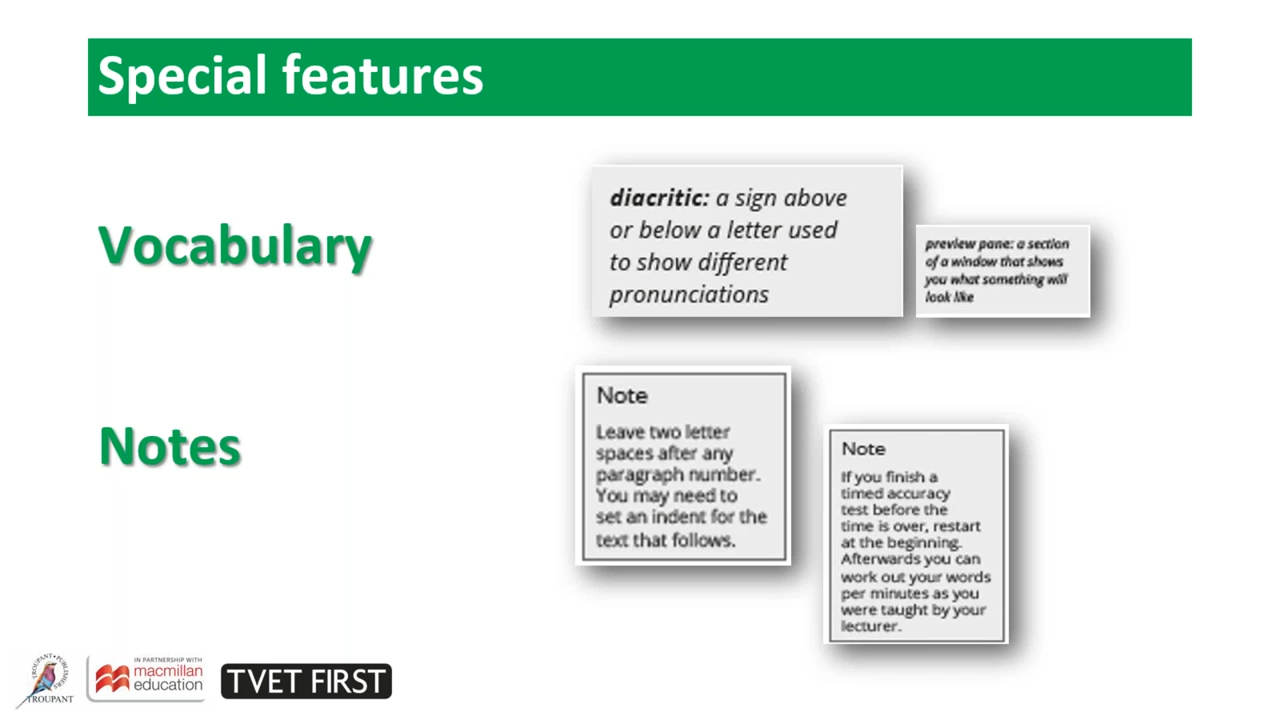 Special features
Vocabulary
diacritic: a sign above
or below a letter used
to show different
pronunciations
preview pane: a section
of a window that shows
you what something will
look like
Notes
Note
Leave two letter
spaces after any
paragraph number.
You may need to
set an indent for the
text that follows.
Note
If you finish a
timed accuracy
test before the
time is over, restart
at the beginning.
Afterwards you can
work out your words
per minutes as you
were taught by your
lecturer.
TROUPANT PUBLISHERS
TROUPANT
IN PARTNERSHIP WITH
macmillan
education
TVET FIRST